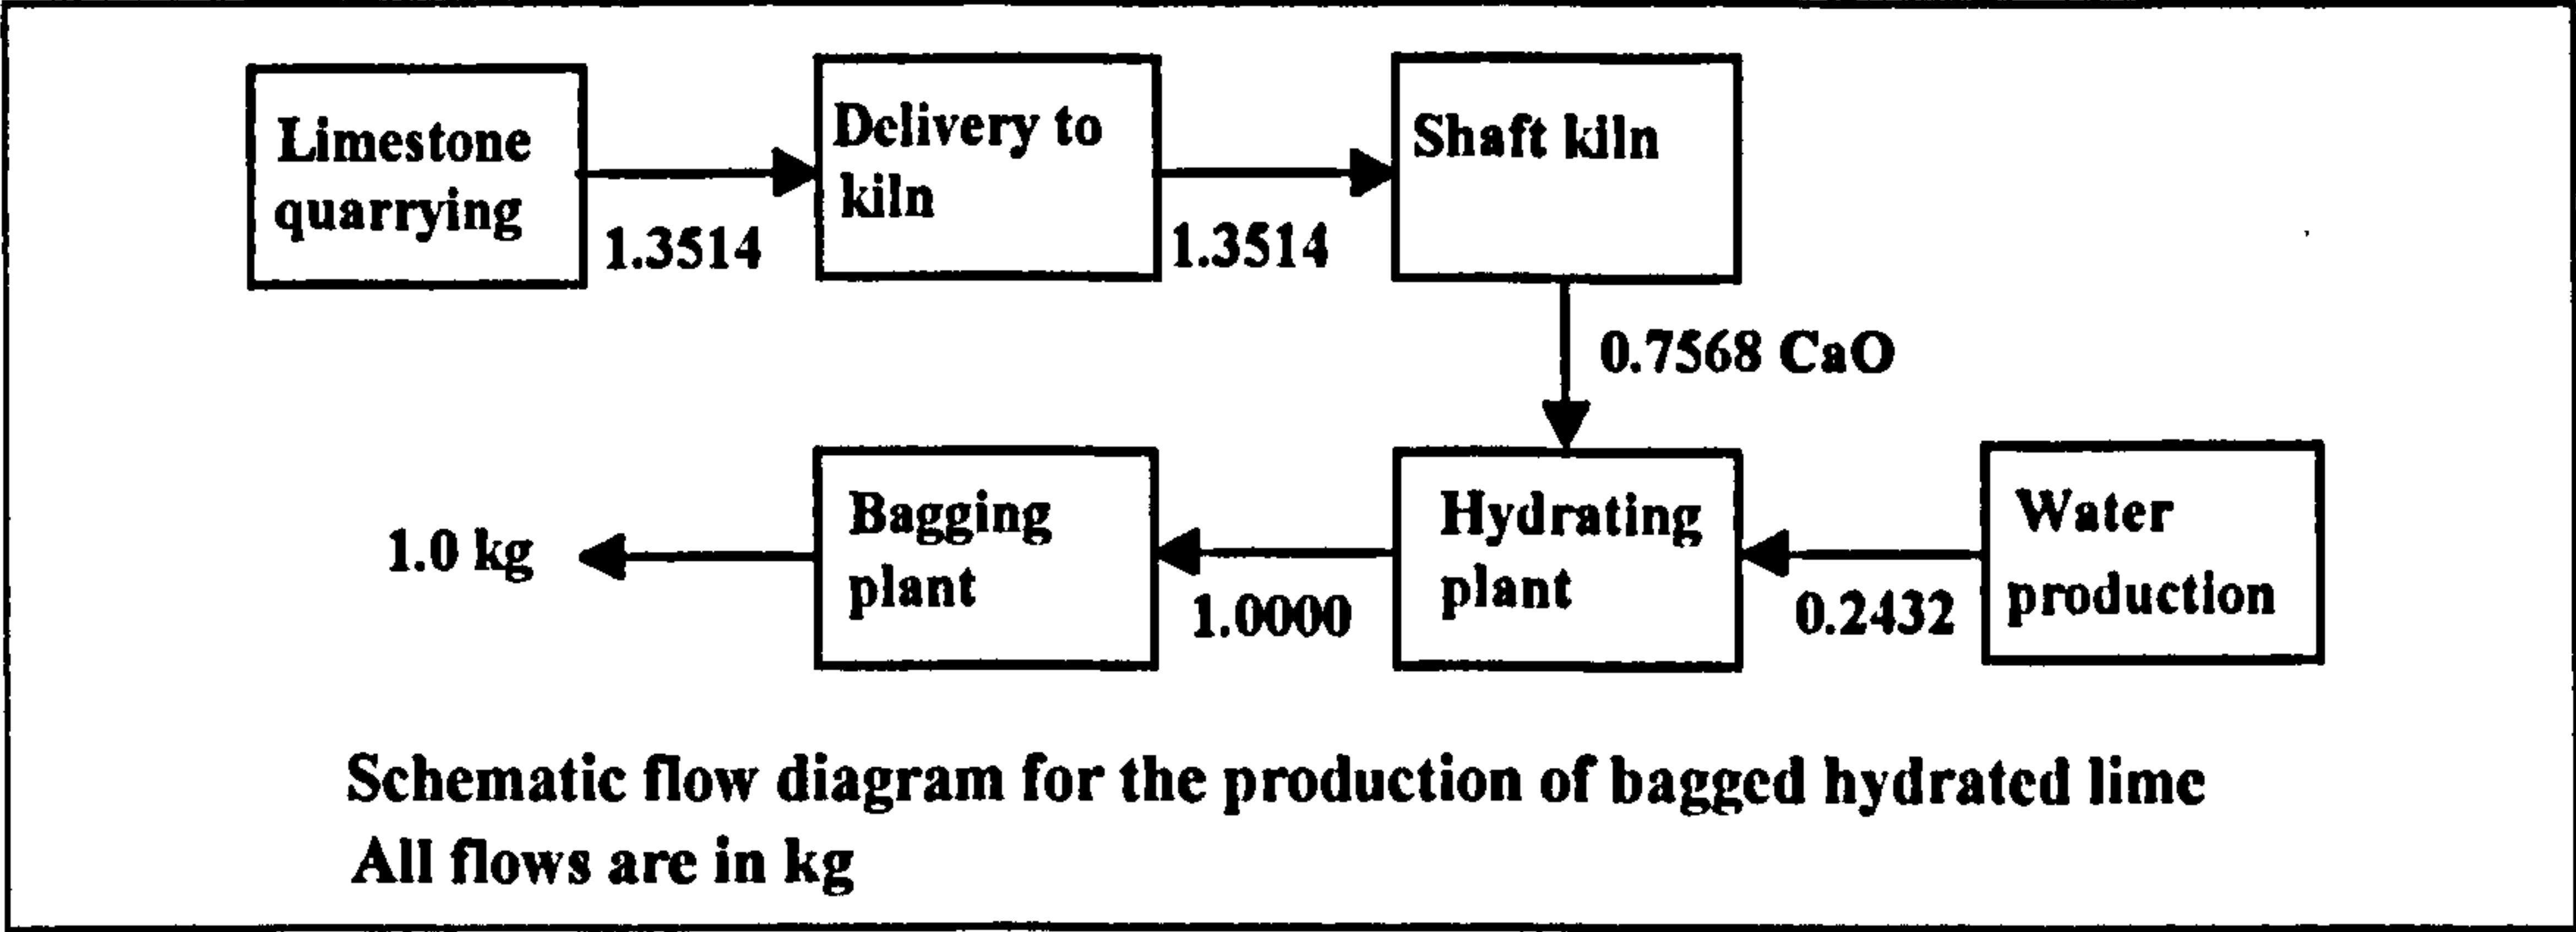 Limestone
quarrying
1.3514
Delivery to
kiln
1.3514
Shaft kiln
0.7568 CaO
1.0 kg
Bagging
plant
1.0000
Hydrating
plant
0.2432
Water
production
Schematic flow diagram for the production of bagged hydrated lime
All flows are in kg